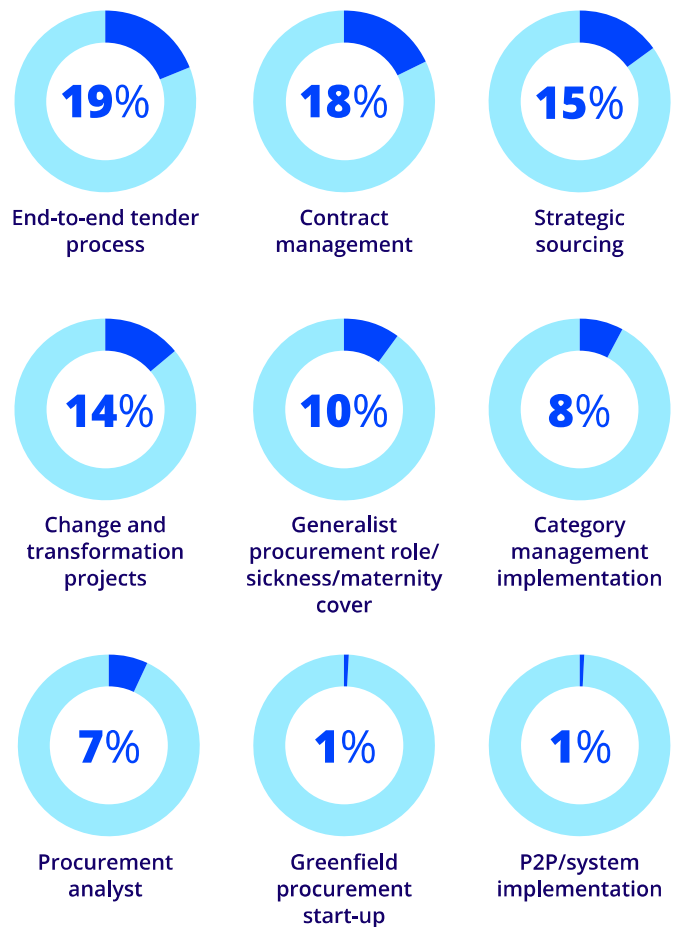 19%
End-to-end tender
process
18%
Contract
management
15%
Strategic
sourcing
14%
Change and
transformation
projects
10%
Generalist
procurement role/
sickness/maternity
cover
8%
Category
management
implementation
7%
Procurement
analyst
1%
Greenfield
procurement
start-up
1%
P2P/system
implementation